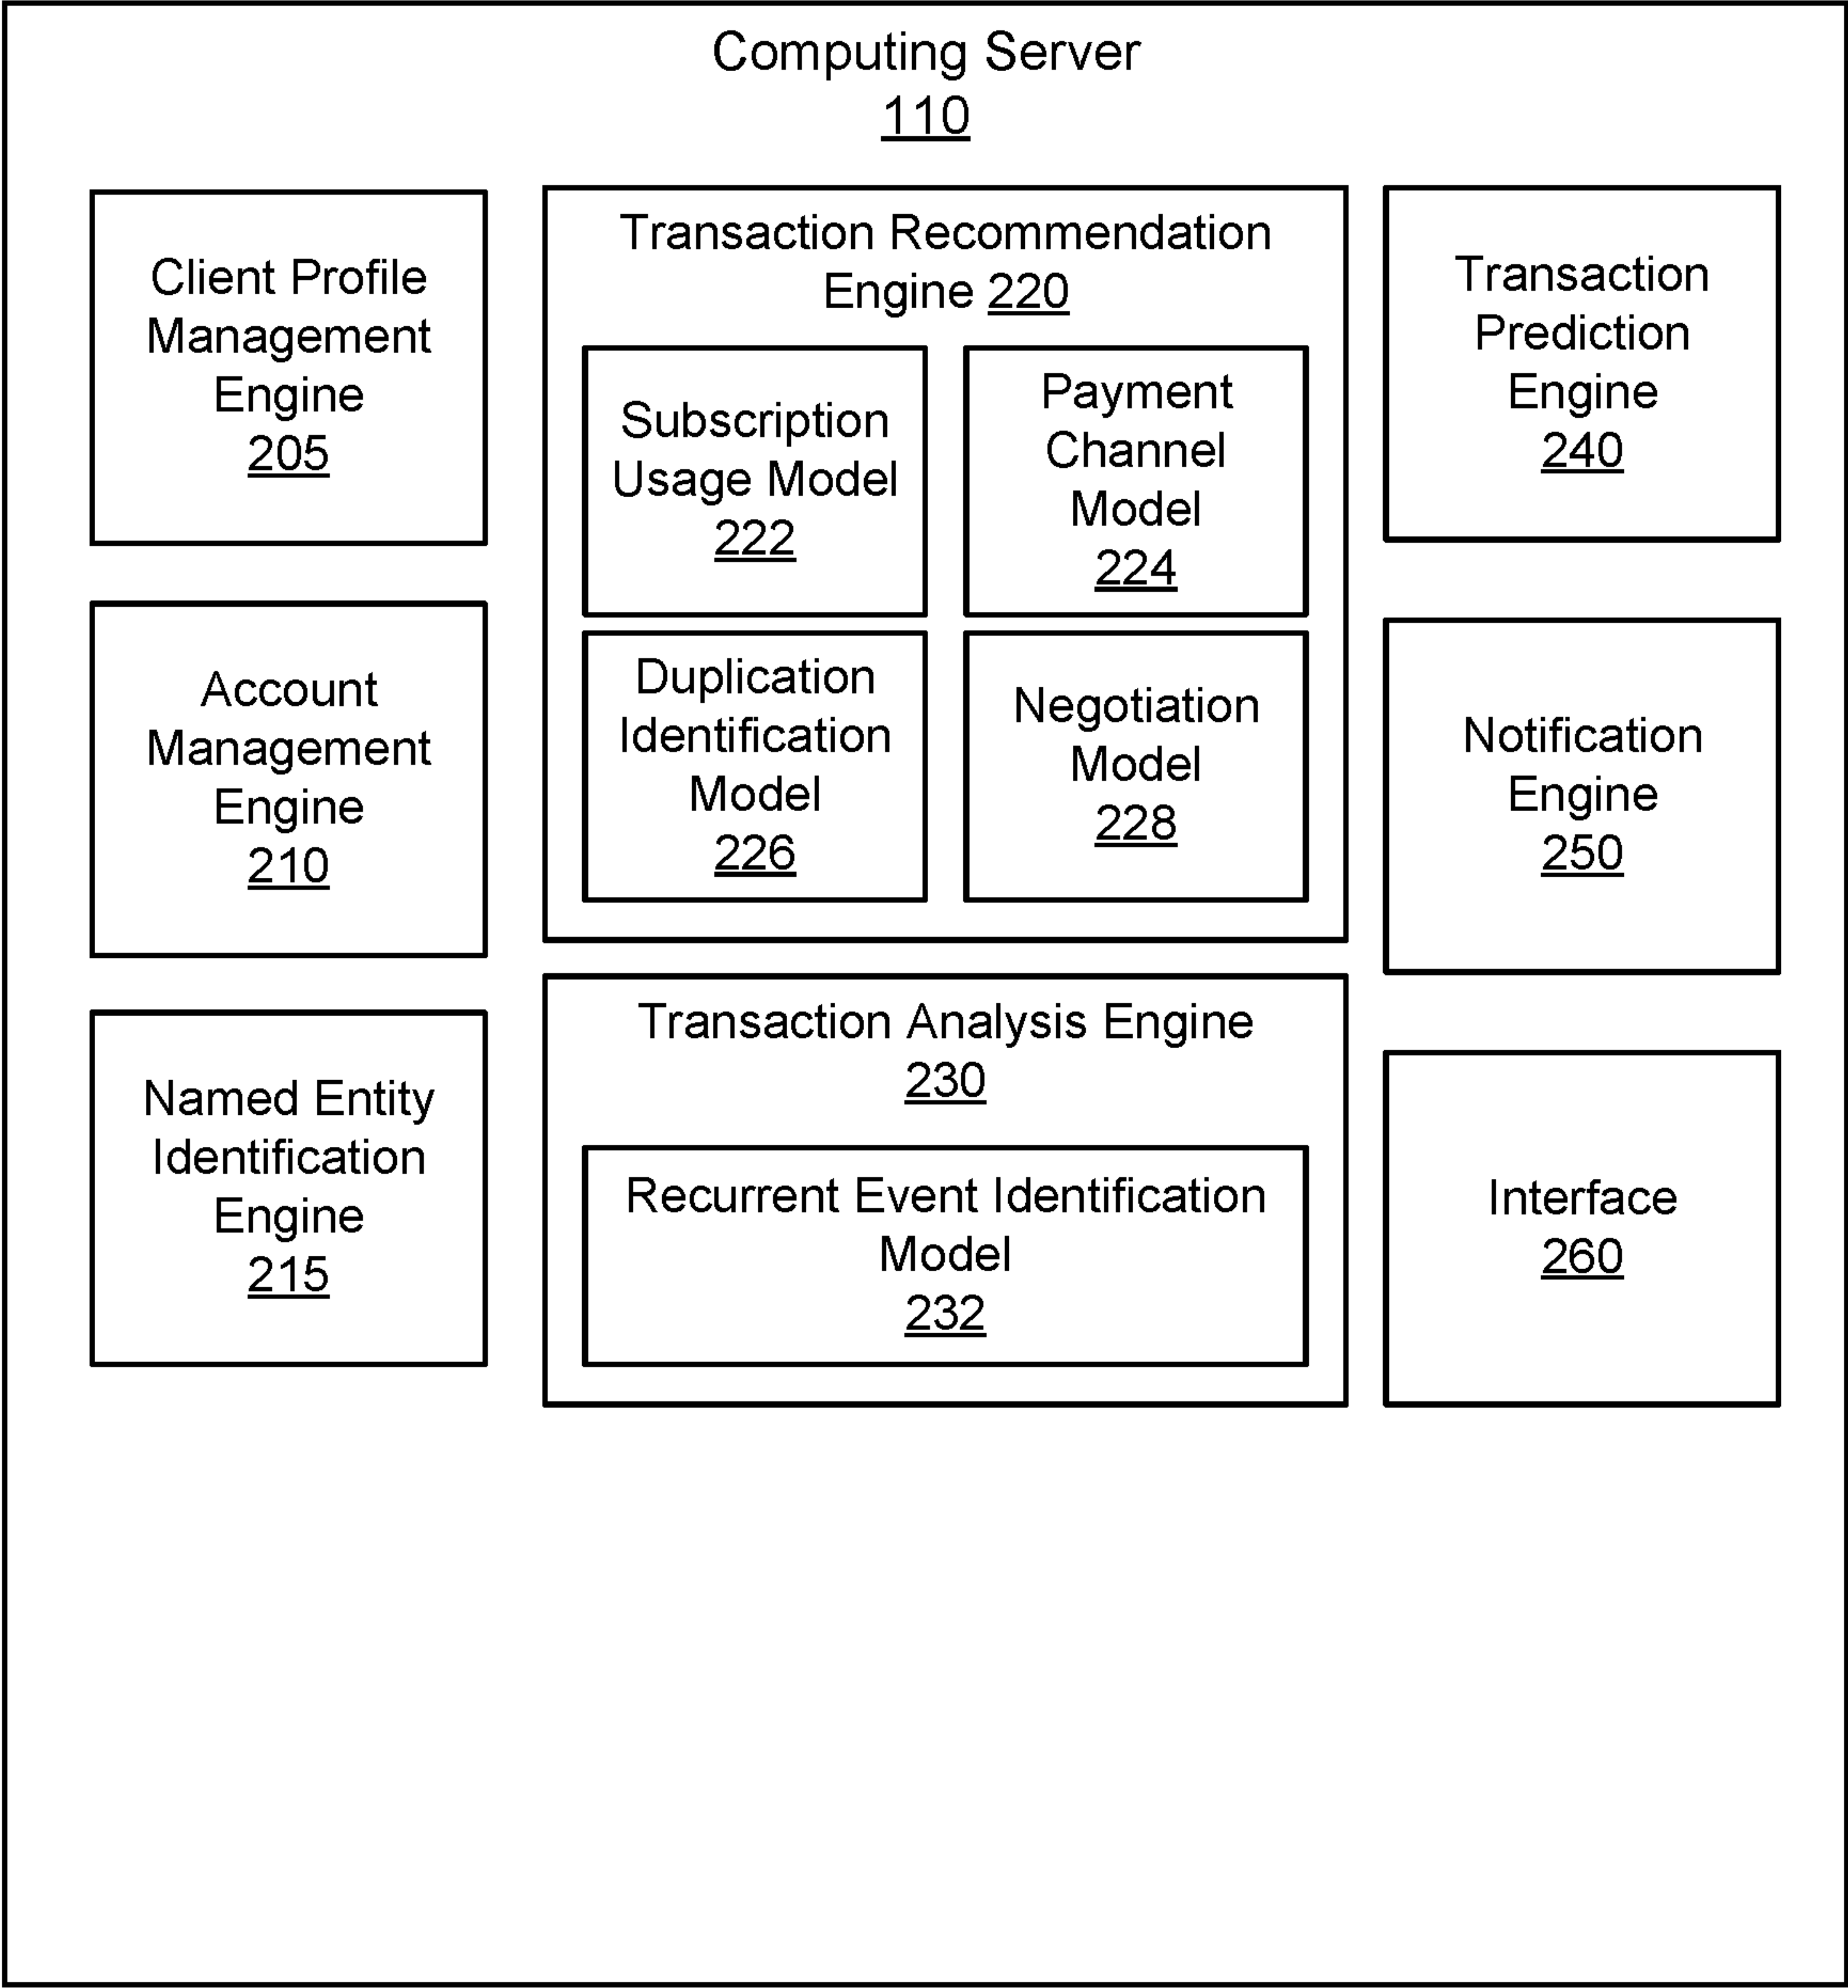 Computing Server
110
Client Profile
Management
Engine
205
Account
Management
Engine
210
Named Entity
Identification
Engine
215
Transaction Recommendation
Engine 220
Subscription
Usage Model
222
Payment
Channel
Model
224
Duplication
Identification
Model
226
Negotiation
Model
228
Transaction Analysis Engine
230
Recurrent Event Identification
Model
232
Transaction
Prediction
Engine
240
Notification
Engine
250
Interface
260